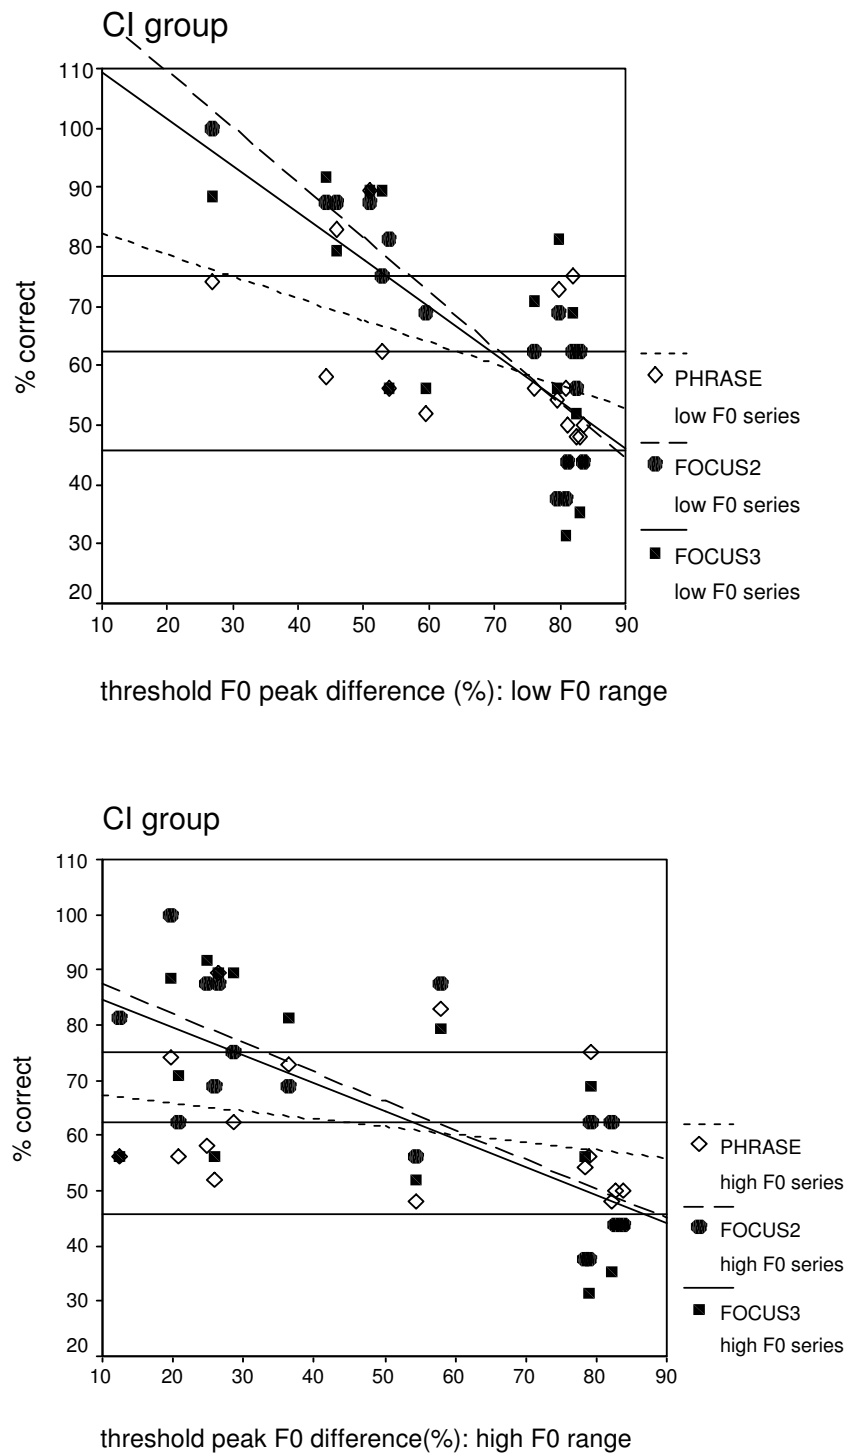 CI group
110
100
90
80
70
60
50
40
30
20
% correct
10 20 30 40 50 60 70 80 90
threshold F0 peak difference (%): low F0 range
PHRASE
low F0 series
FOCUS2
low F0 series
FOCUS3
low F0 series
CI group
110
100
90
80
70
60
50
40
30
20
% correct
10 20 30 40 50 60 70 80 90
threshold peak F0 difference(%): high F0 range
PHRASE
high F0 series
FOCUS2
high F0 series
FOCUS3
high F0 series